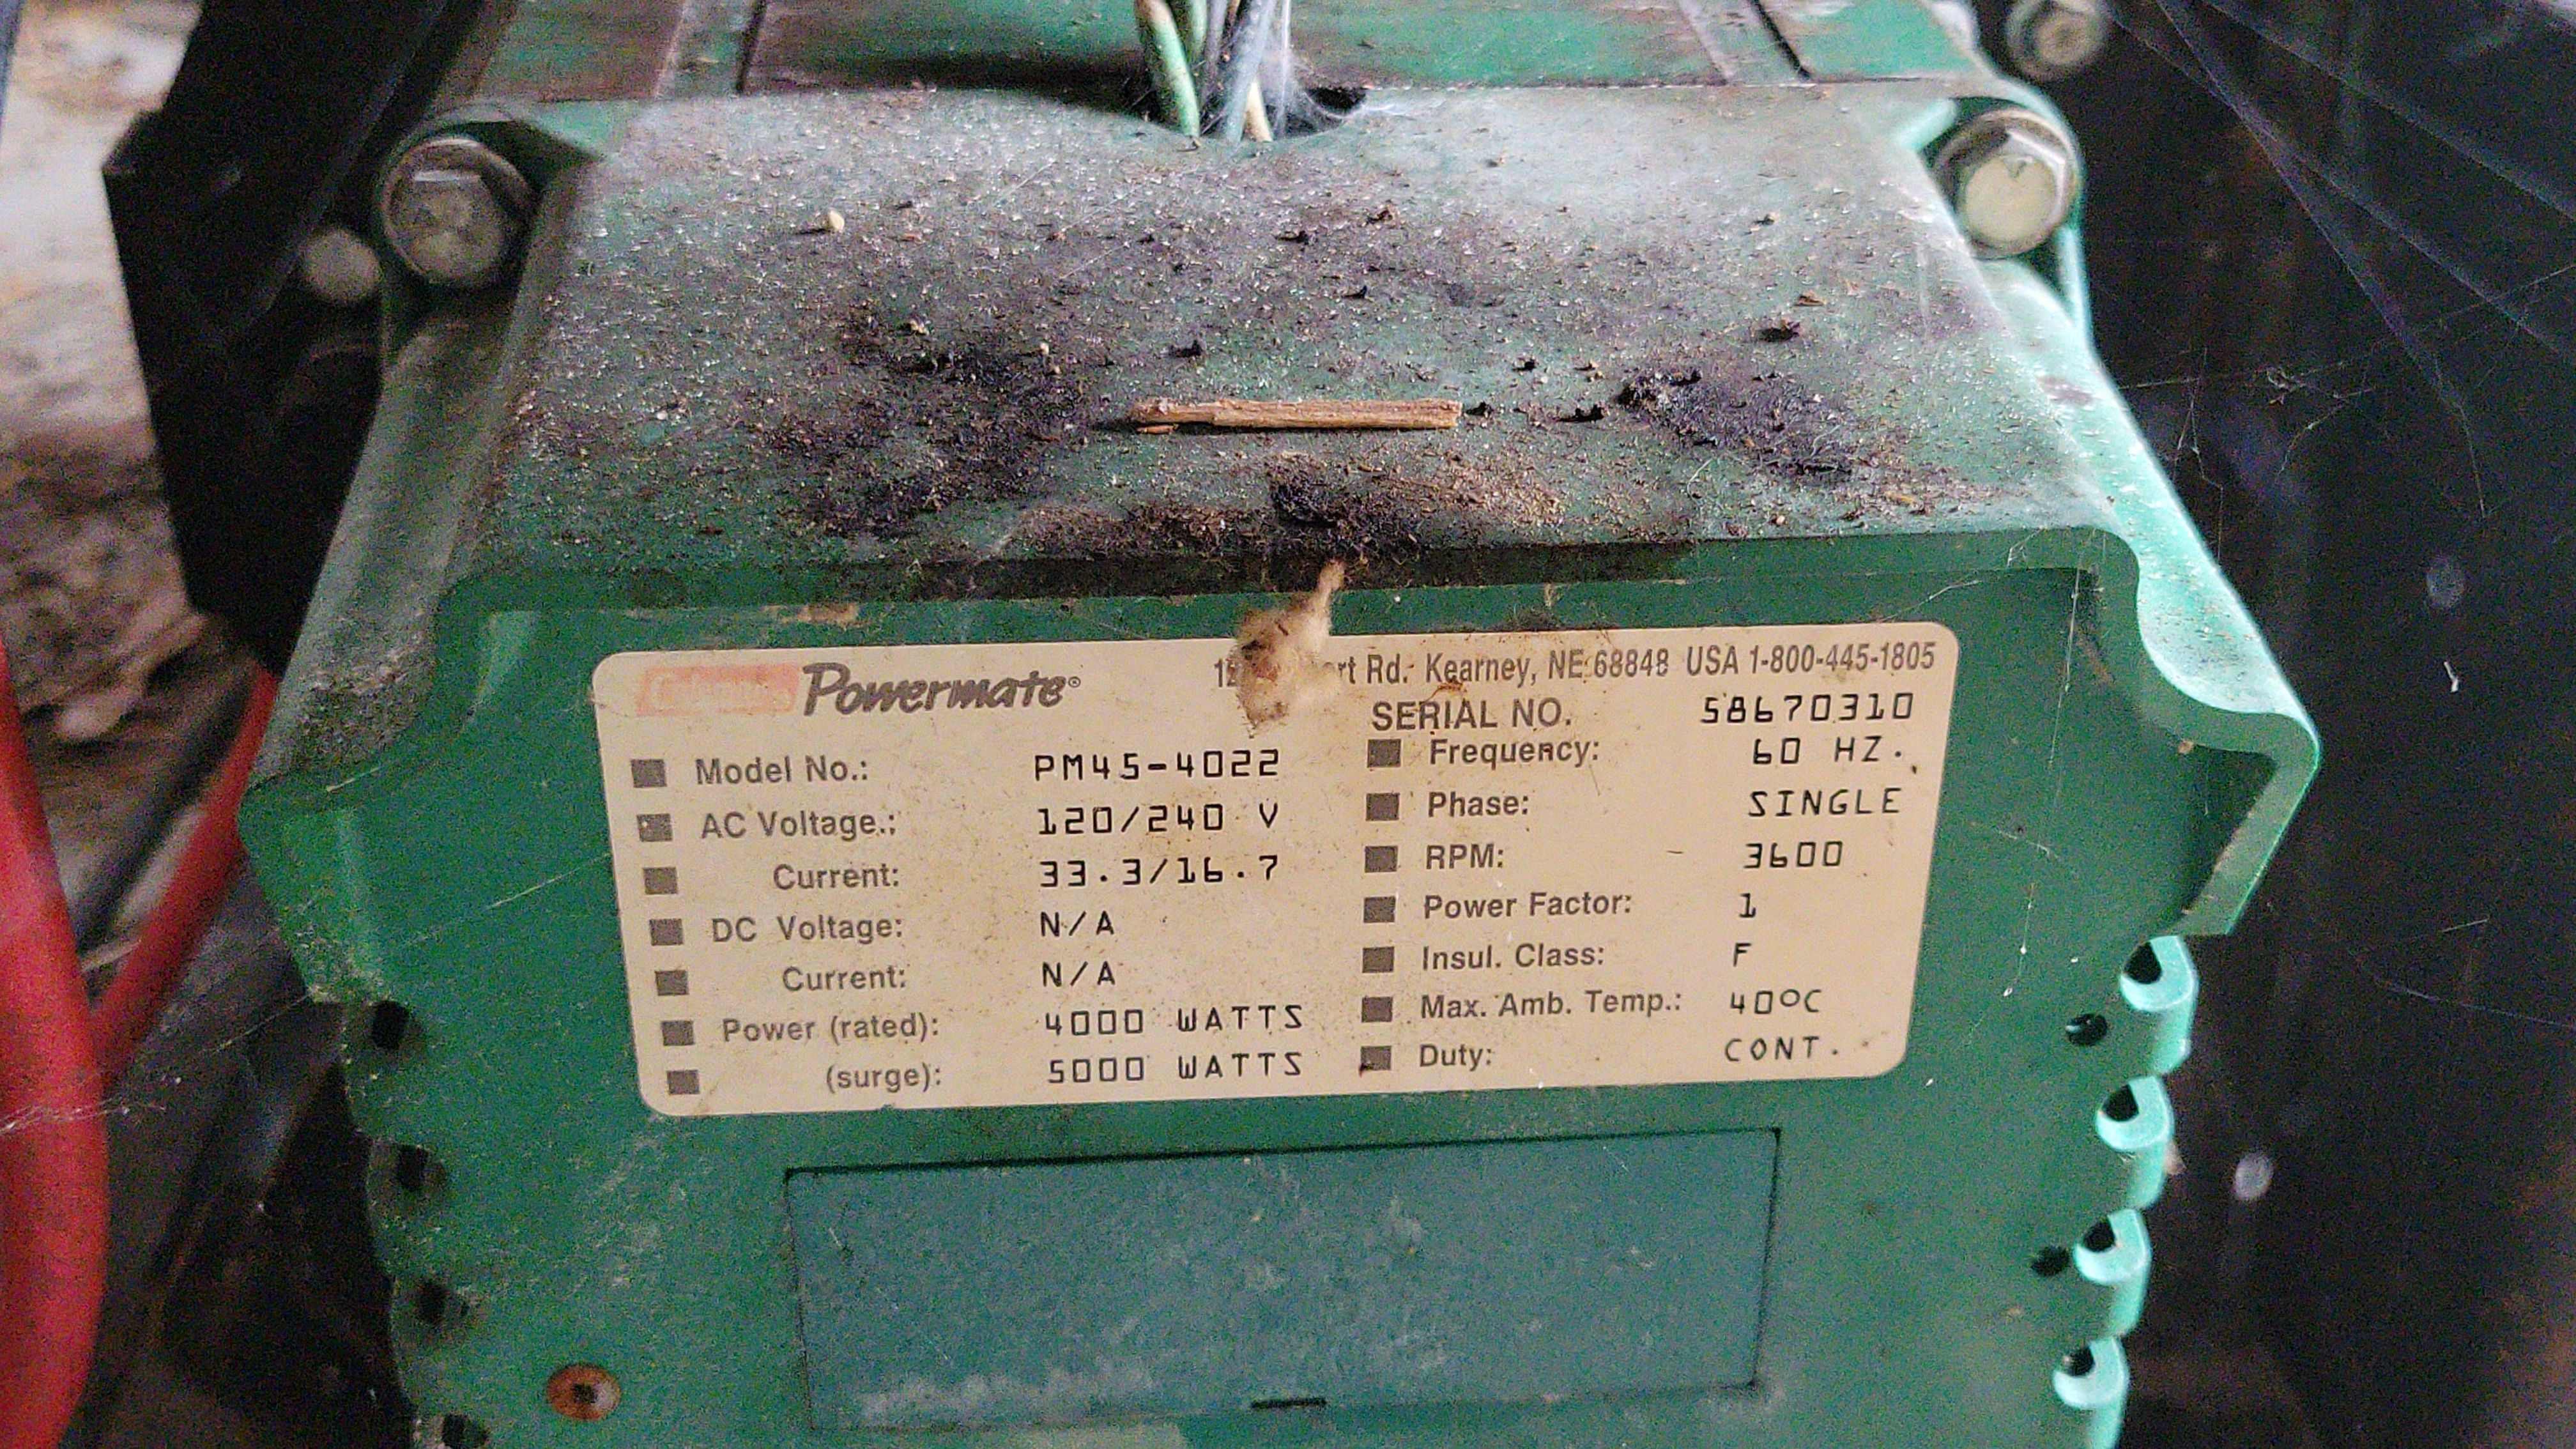 Coleman Powermate®
Rd. Kearney, NE 68848 USA 1-800-445-1805
SERIAL NO. 58670310
Model No.: PM45-4022
AC Voltage.: 120/240 V
Current: 33.3/16.7
DC Voltage: N/A
Current: N/A
Power (rated): 4000 WATTS
(surge): 5000 WATTS
Frequency: 60 HZ.
Phase: SINGLE
RPM: 3600
Power Factor: 1
Insul. Class: F
Max. Amb. Temp.: 40°C
Duty: CONT.